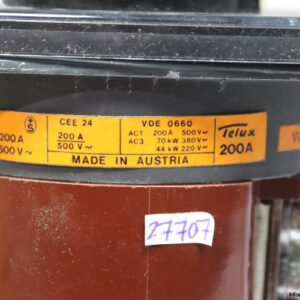 S
200 A
500 V~
CEE 24
200 A
500 V ~
VDE 0660
AC1 200 A 500 V~
AC3 70 kW 380 V~
44 kW 220 V~
Telux
200A
MADE IN AUSTRIA
27707